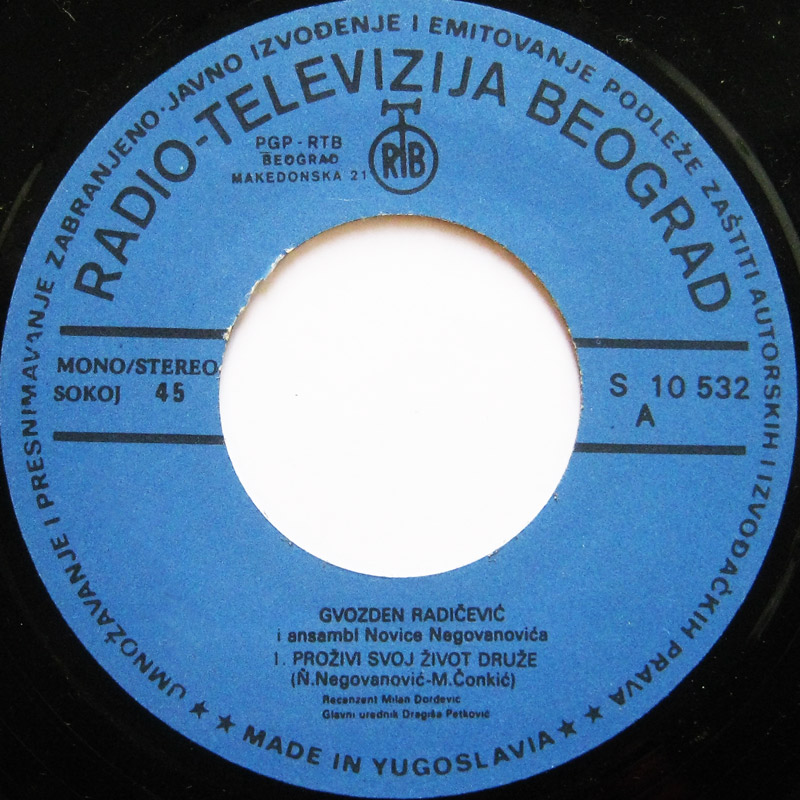 UMNOŽAVANJE I PRESNIMAVANJE ZABRANJENO · JAVNO IZVOĐENJE I EMITOVANJE PODLEŽE ZAŠTITI AUTORSKIH I IZVOĐAČKIH PRAVA
RADIO-TELEVIZIJA BEOGRAD
PGP - RTB
BEOGRAD
MAKEDONSKA 21
RTB
MONO/STEREO
SOKOJ 45
S 10 532
A
GVOZDEN RADIČEVIĆ
i ansambl Novice Negovanovića
1. PROŽIVI SVOJ ŽIVOT DRUŽE
(N.Negovanović-M.Čonkić)
Recenzent Milan Đorđević
Glavni urednik Dragiša Petković
★ ★ MADE IN YUGOSLAVIA ★ ★